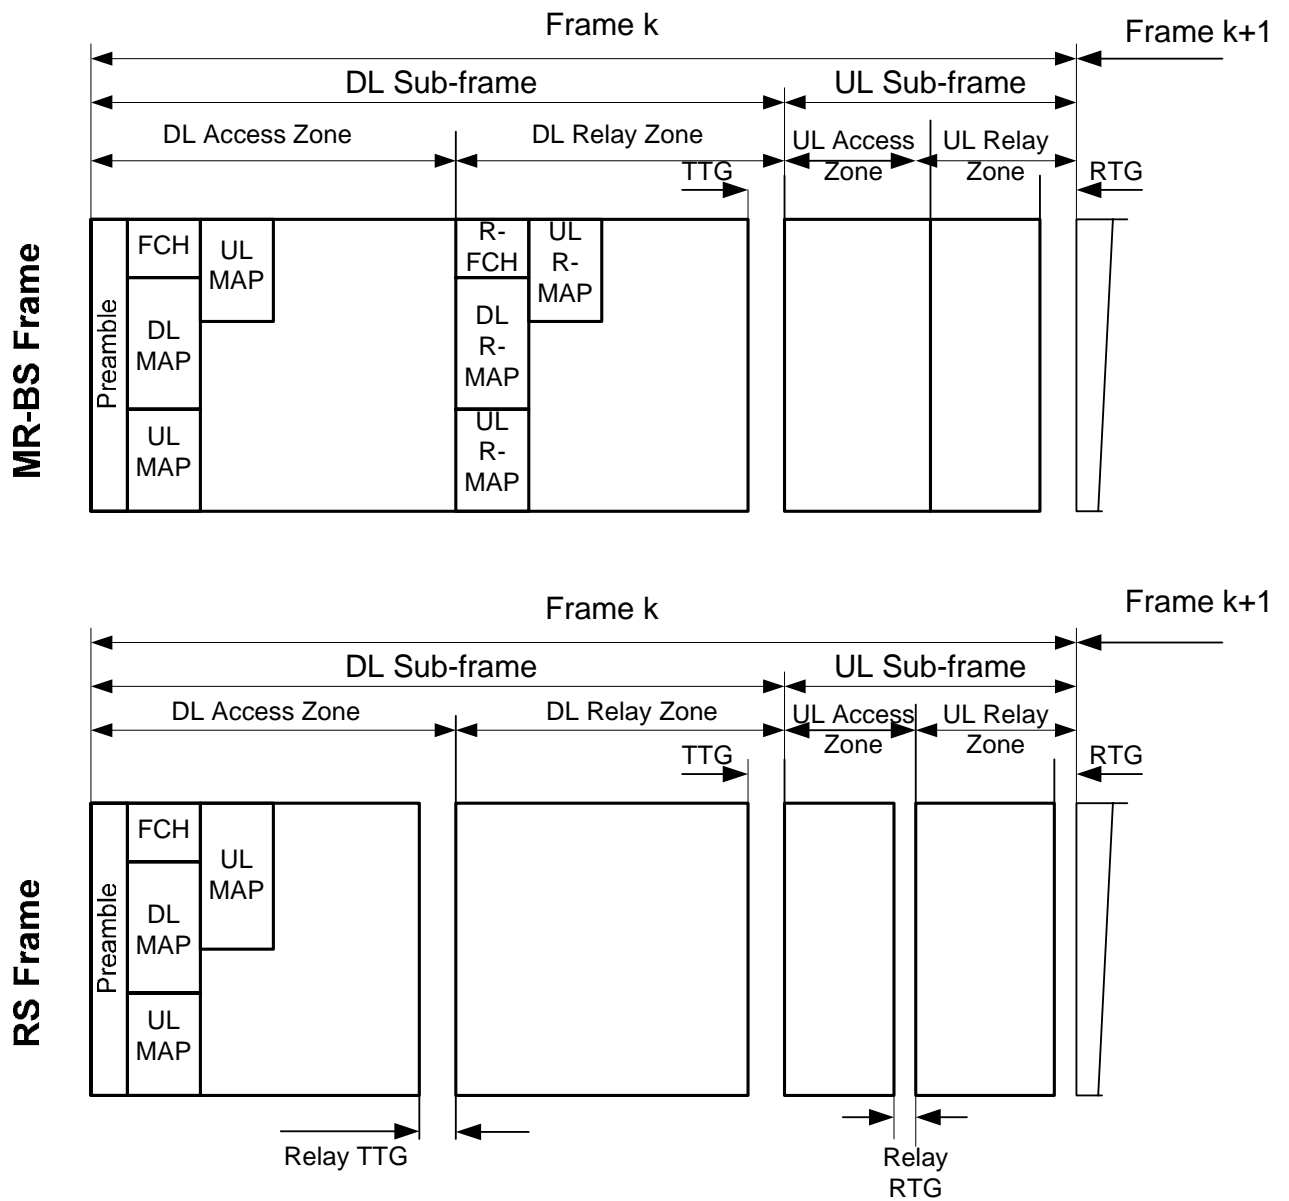 Frame k
Frame k+1
DL Sub-frame
UL Sub-frame
DL Access Zone
DL Relay Zone
UL Access
Zone
UL Relay
Zone
TTG
RTG
MR-BS Frame
Preamble
FCH
DL
MAP
UL
MAP
UL
MAP
R-
FCH
DL
R-
MAP
UL
R-
MAP
UL
R-
MAP
Frame k
Frame k+1
DL Sub-frame
UL Sub-frame
DL Access Zone
DL Relay Zone
UL Access
Zone
UL Relay
Zone
TTG
RTG
RS Frame
Preamble
FCH
DL
MAP
UL
MAP
UL
MAP
Relay TTG
Relay
RTG